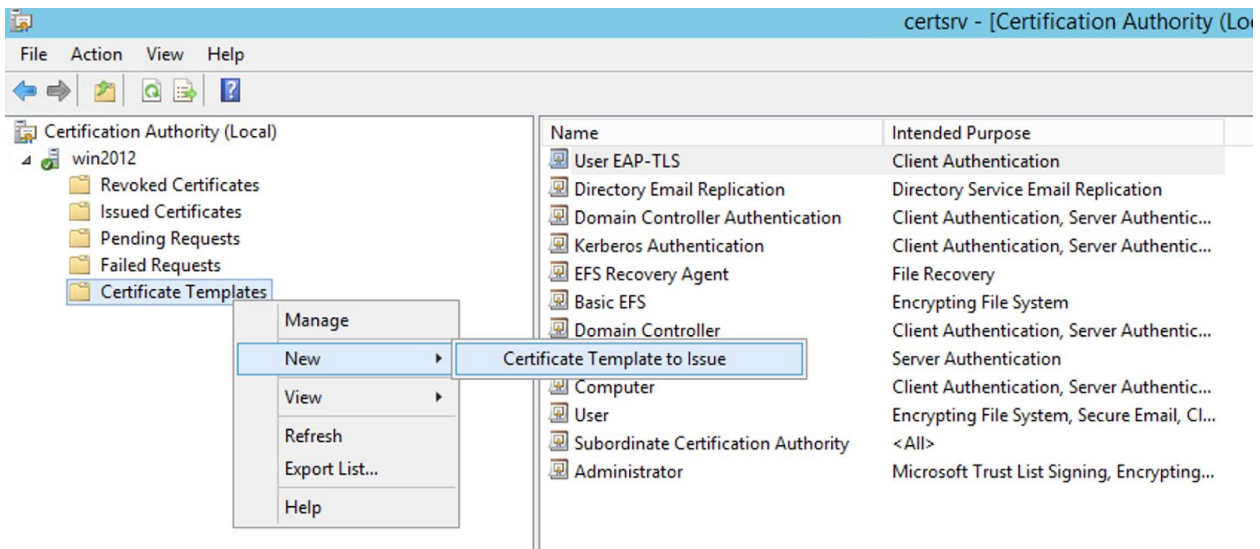 certsrv - [Certification Authority (Loc
File Action View Help
Certification Authority (Local)
win2012
Revoked Certificates
Issued Certificates
Pending Requests
Failed Requests
Certificate Templates
Manage
New
View
Refresh
Export List...
Help
Certificate Template to Issue
Name Intended Purpose
User EAP-TLS Client Authentication
Directory Email Replication Directory Service Email Replication
Domain Controller Authentication Client Authentication, Server Authentic...
Kerberos Authentication Client Authentication, Server Authentic...
EFS Recovery Agent File Recovery
Basic EFS Encrypting File System
Domain Controller Client Authentication, Server Authentic...
Server Authentication
Computer Client Authentication, Server Authentic...
User Encrypting File System, Secure Email, Cl...
Subordinate Certification Authority <All>
Administrator Microsoft Trust List Signing, Encrypting...